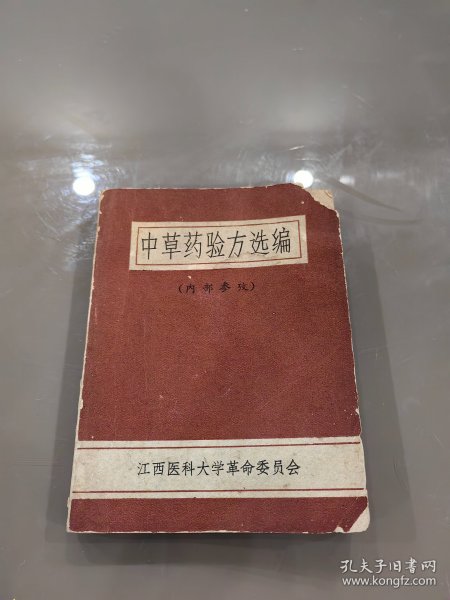 中草药验方选编
(内部参考)
江西医科大学革命委员会
孔夫子旧书网
www.kongfz.com